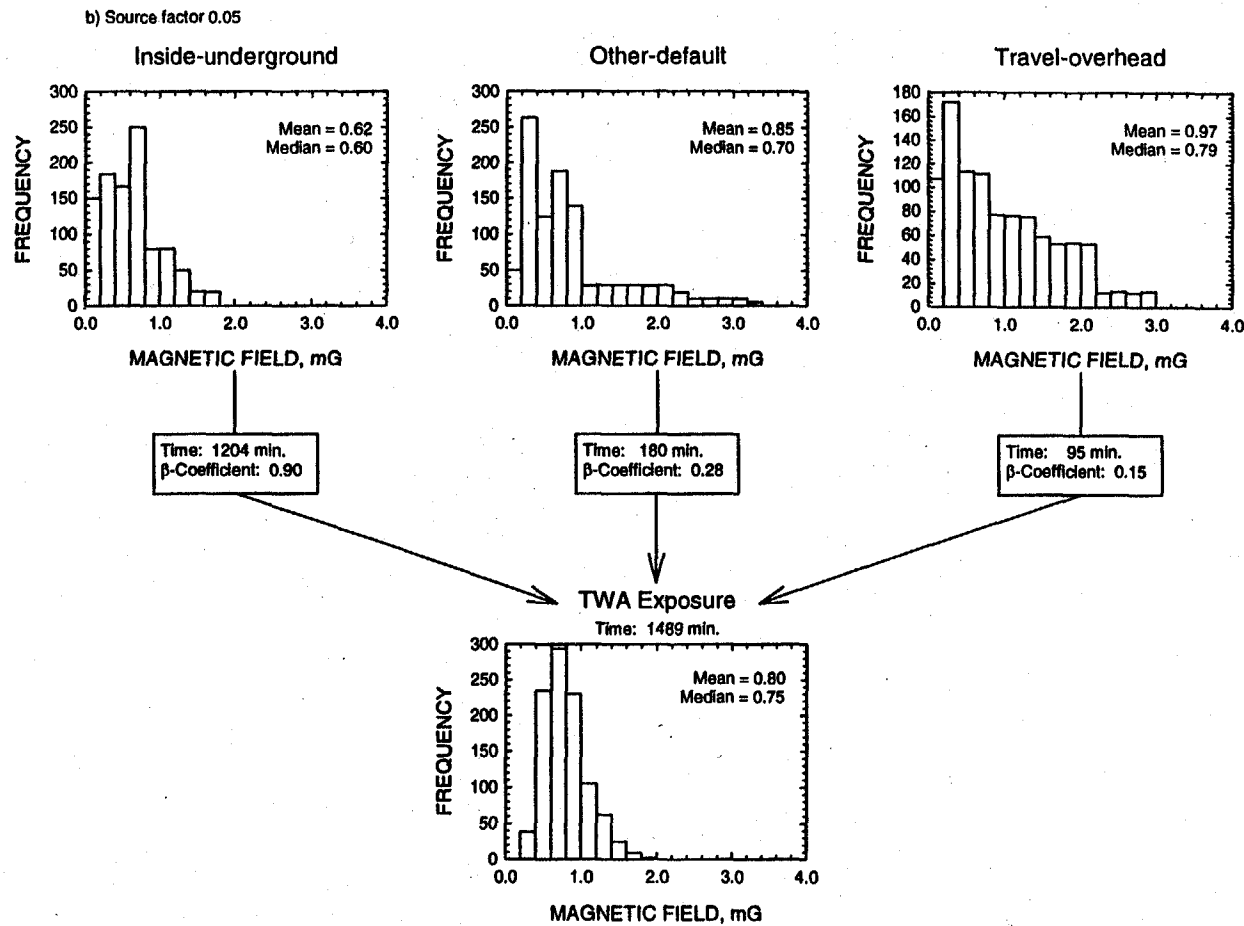 b) Source factor 0.05
Inside-underground
300
250
200
150
100
50
0
FREQUENCY
Mean = 0.62
Median = 0.60
0.0 1.0 2.0 3.0 4.0
MAGNETIC FIELD, mG
Other-default
300
250
200
150
100
50
0
FREQUENCY
Mean = 0.85
Median = 0.70
0.0 1.0 2.0 3.0 4.0
MAGNETIC FIELD, mG
Travel-overhead
180
160
140
120
100
80
60
40
20
0
FREQUENCY
Mean = 0.97
Median = 0.79
0.0 1.0 2.0 3.0 4.0
MAGNETIC FIELD, mG
Time: 1204 min.
β-Coefficient: 0.90
Time: 180 min.
β-Coefficient: 0.28
Time: 95 min.
β-Coefficient: 0.15
TWA Exposure
Time: 1489 min.
300
250
200
150
100
50
0
FREQUENCY
Mean = 0.80
Median = 0.75
0.0 1.0 2.0 3.0 4.0
MAGNETIC FIELD, mG